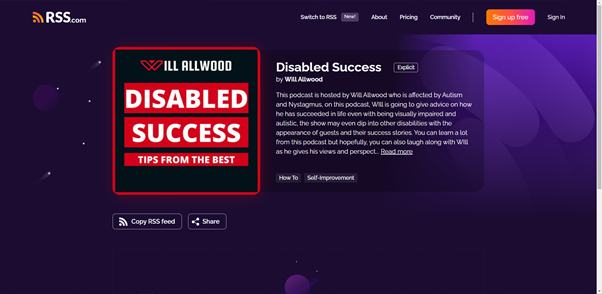 RSS.com
Switch to RSS New! About Pricing Community Sign up free Sign In
WILL ALLWOOD
DISABLED
SUCCESS
TIPS FROM THE BEST
Disabled Success Explicit
by Will Allwood
This podcast is hosted by Will Allwood who is affected by Autism
and Nystagmus, on this podcast, Will is going to give advice on how
he has succeeded in life even with being visually impaired and
autistic, the show may even dip into other disabilities with the
appearance of guests and their success stories. You can learn a lot
from this podcast but hopefully, you can also laugh along with Will
as he gives his views and perspect... Read more
How To Self-Improvement
Copy RSS feed Share